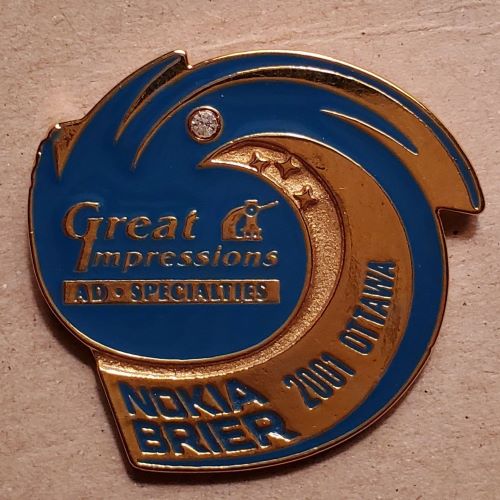 Great
Impressions
AD • SPECIALTIES
NOKIA
BRIER
2001 OTTAWA